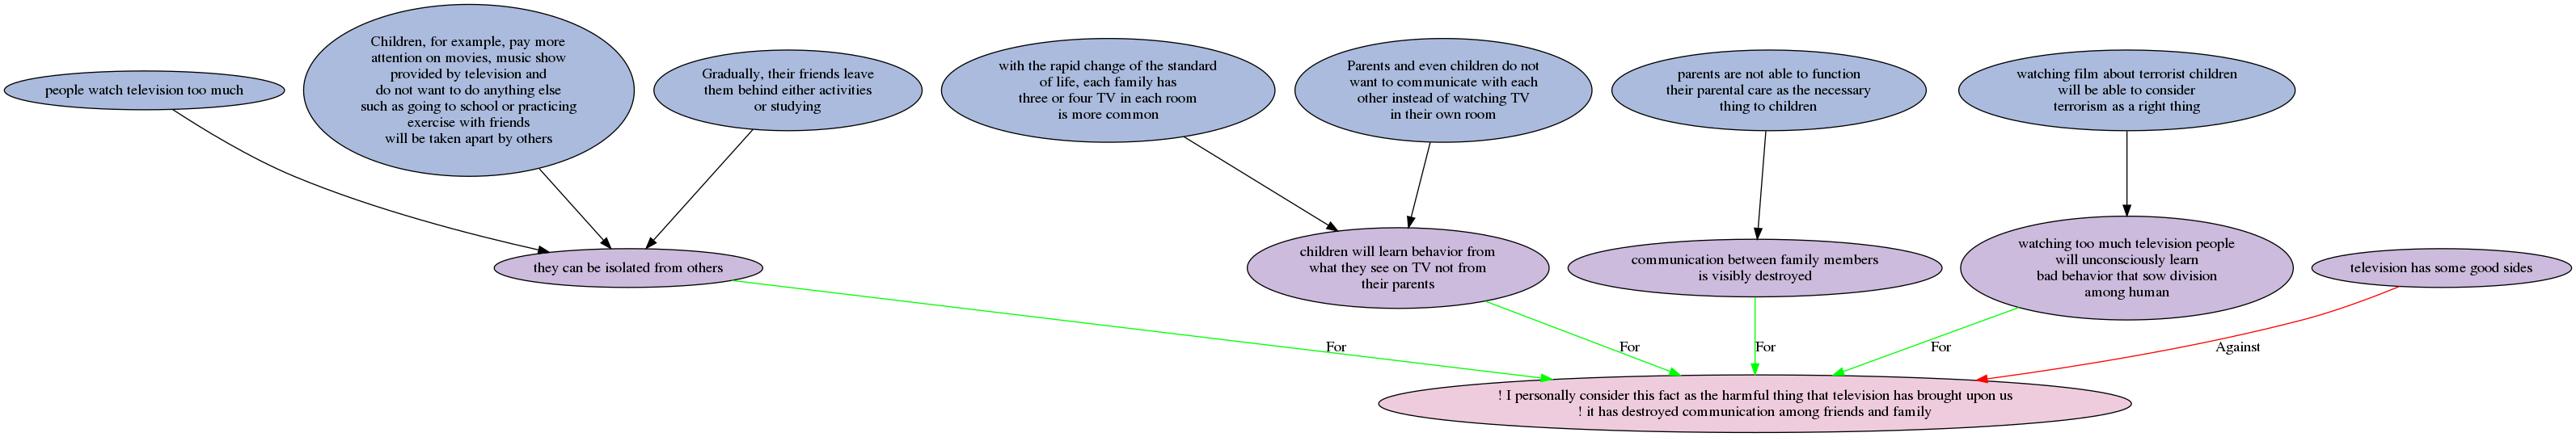 people watch television too much
Children, for example, pay more
attention on movies, music show
provided by television and
do not want to do anything else
such as going to school or practicing
exercise with friends
will be taken apart by others
Gradually, their friends leave
them behind either activities
or studying
with the rapid change of the standard
of life, each family has
three or four TV in each room
is more common
Parents and even children do not
want to communicate with each
other instead of watching TV
in their own room
parents are not able to function
their parental care as the necessary
thing to children
watching film about terrorist children
will be able to consider
terrorism as a right thing
they can be isolated from others
children will learn behavior from
what they see on TV not from
their parents
communication between family members
is visibly destroyed
watching too much television people
will unconsciously learn
bad behavior that sow division
among human
television has some good sides
For
For
For
For
Against
! I personally consider this fact as the harmful thing that television has brought upon us
! it has destroyed communication among friends and family